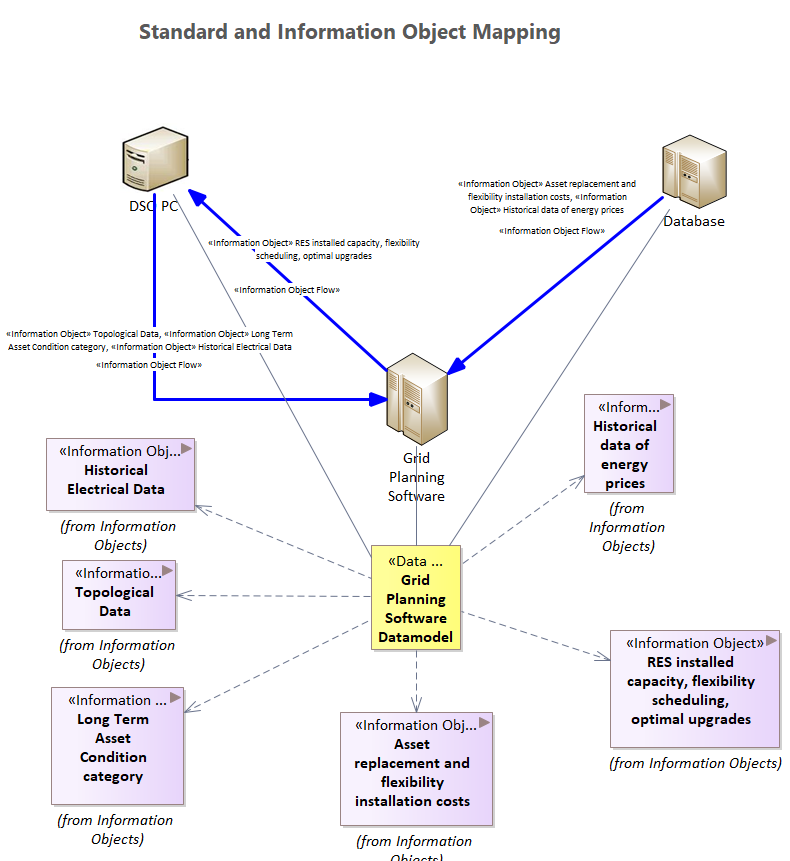 Standard and Information Object Mapping
DSO PC
Database
«Information Object» Asset replacement and
flexibility installation costs, «Information
Object» Historical data of energy prices
«Information Object Flow»
«Information Object» RES installed capacity, flexibility
scheduling, optimal upgrades
«Information Object Flow»
«Information Object» Topological Data, «Information Object» Long Term
Asset Condition category, «Information Object» Historical Electrical Data
«Information Object Flow»
Grid
Planning
Software
«Inform...
Historical
data of
energy
prices
(from
Information
Objects)
«Information Obj...
Historical
Electrical Data
(from Information
Objects)
«Data ...
Grid
Planning
Software
Datamodel
«Informatio...
Topological
Data
(from Information
Objects)
«Information Object»
RES installed
capacity, flexibility
scheduling,
optimal upgrades
(from Information Objects)
«Information ...
Long Term
Asset
Condition
category
(from Information
Objects)
«Information Obj...
Asset
replacement and
flexibility
installation costs
(from Information
Objects)